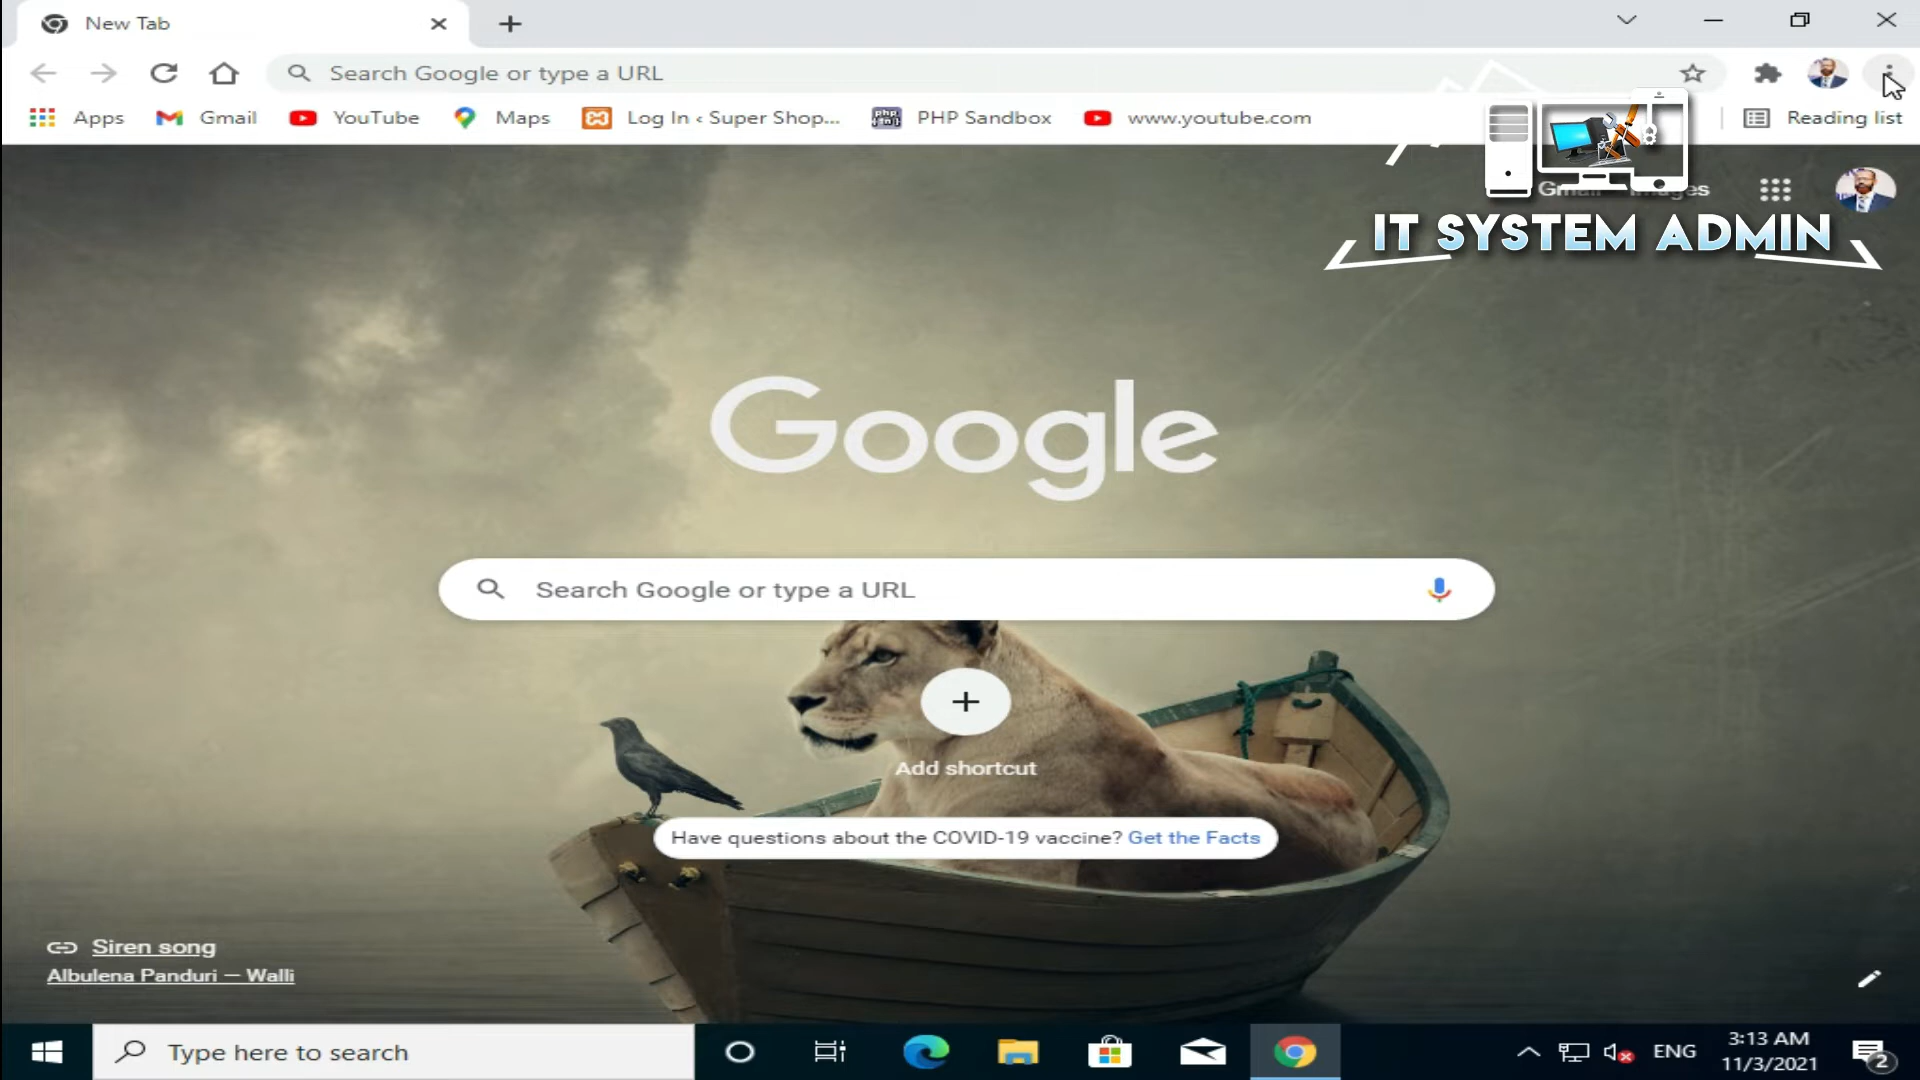 New Tab
Search Google or type a URL
Apps
Gmail
YouTube
Maps
Log In ‹ Super Shop...
php
PHP Sandbox
www.youtube.com
Reading list
IT SYSTEM ADMIN
Google
Search Google or type a URL
Add shortcut
Have questions about the COVID-19 vaccine? Get the Facts
Siren song
Albulena Panduri — Walli
Type here to search
ENG
3:13 AM
11/3/2021
2